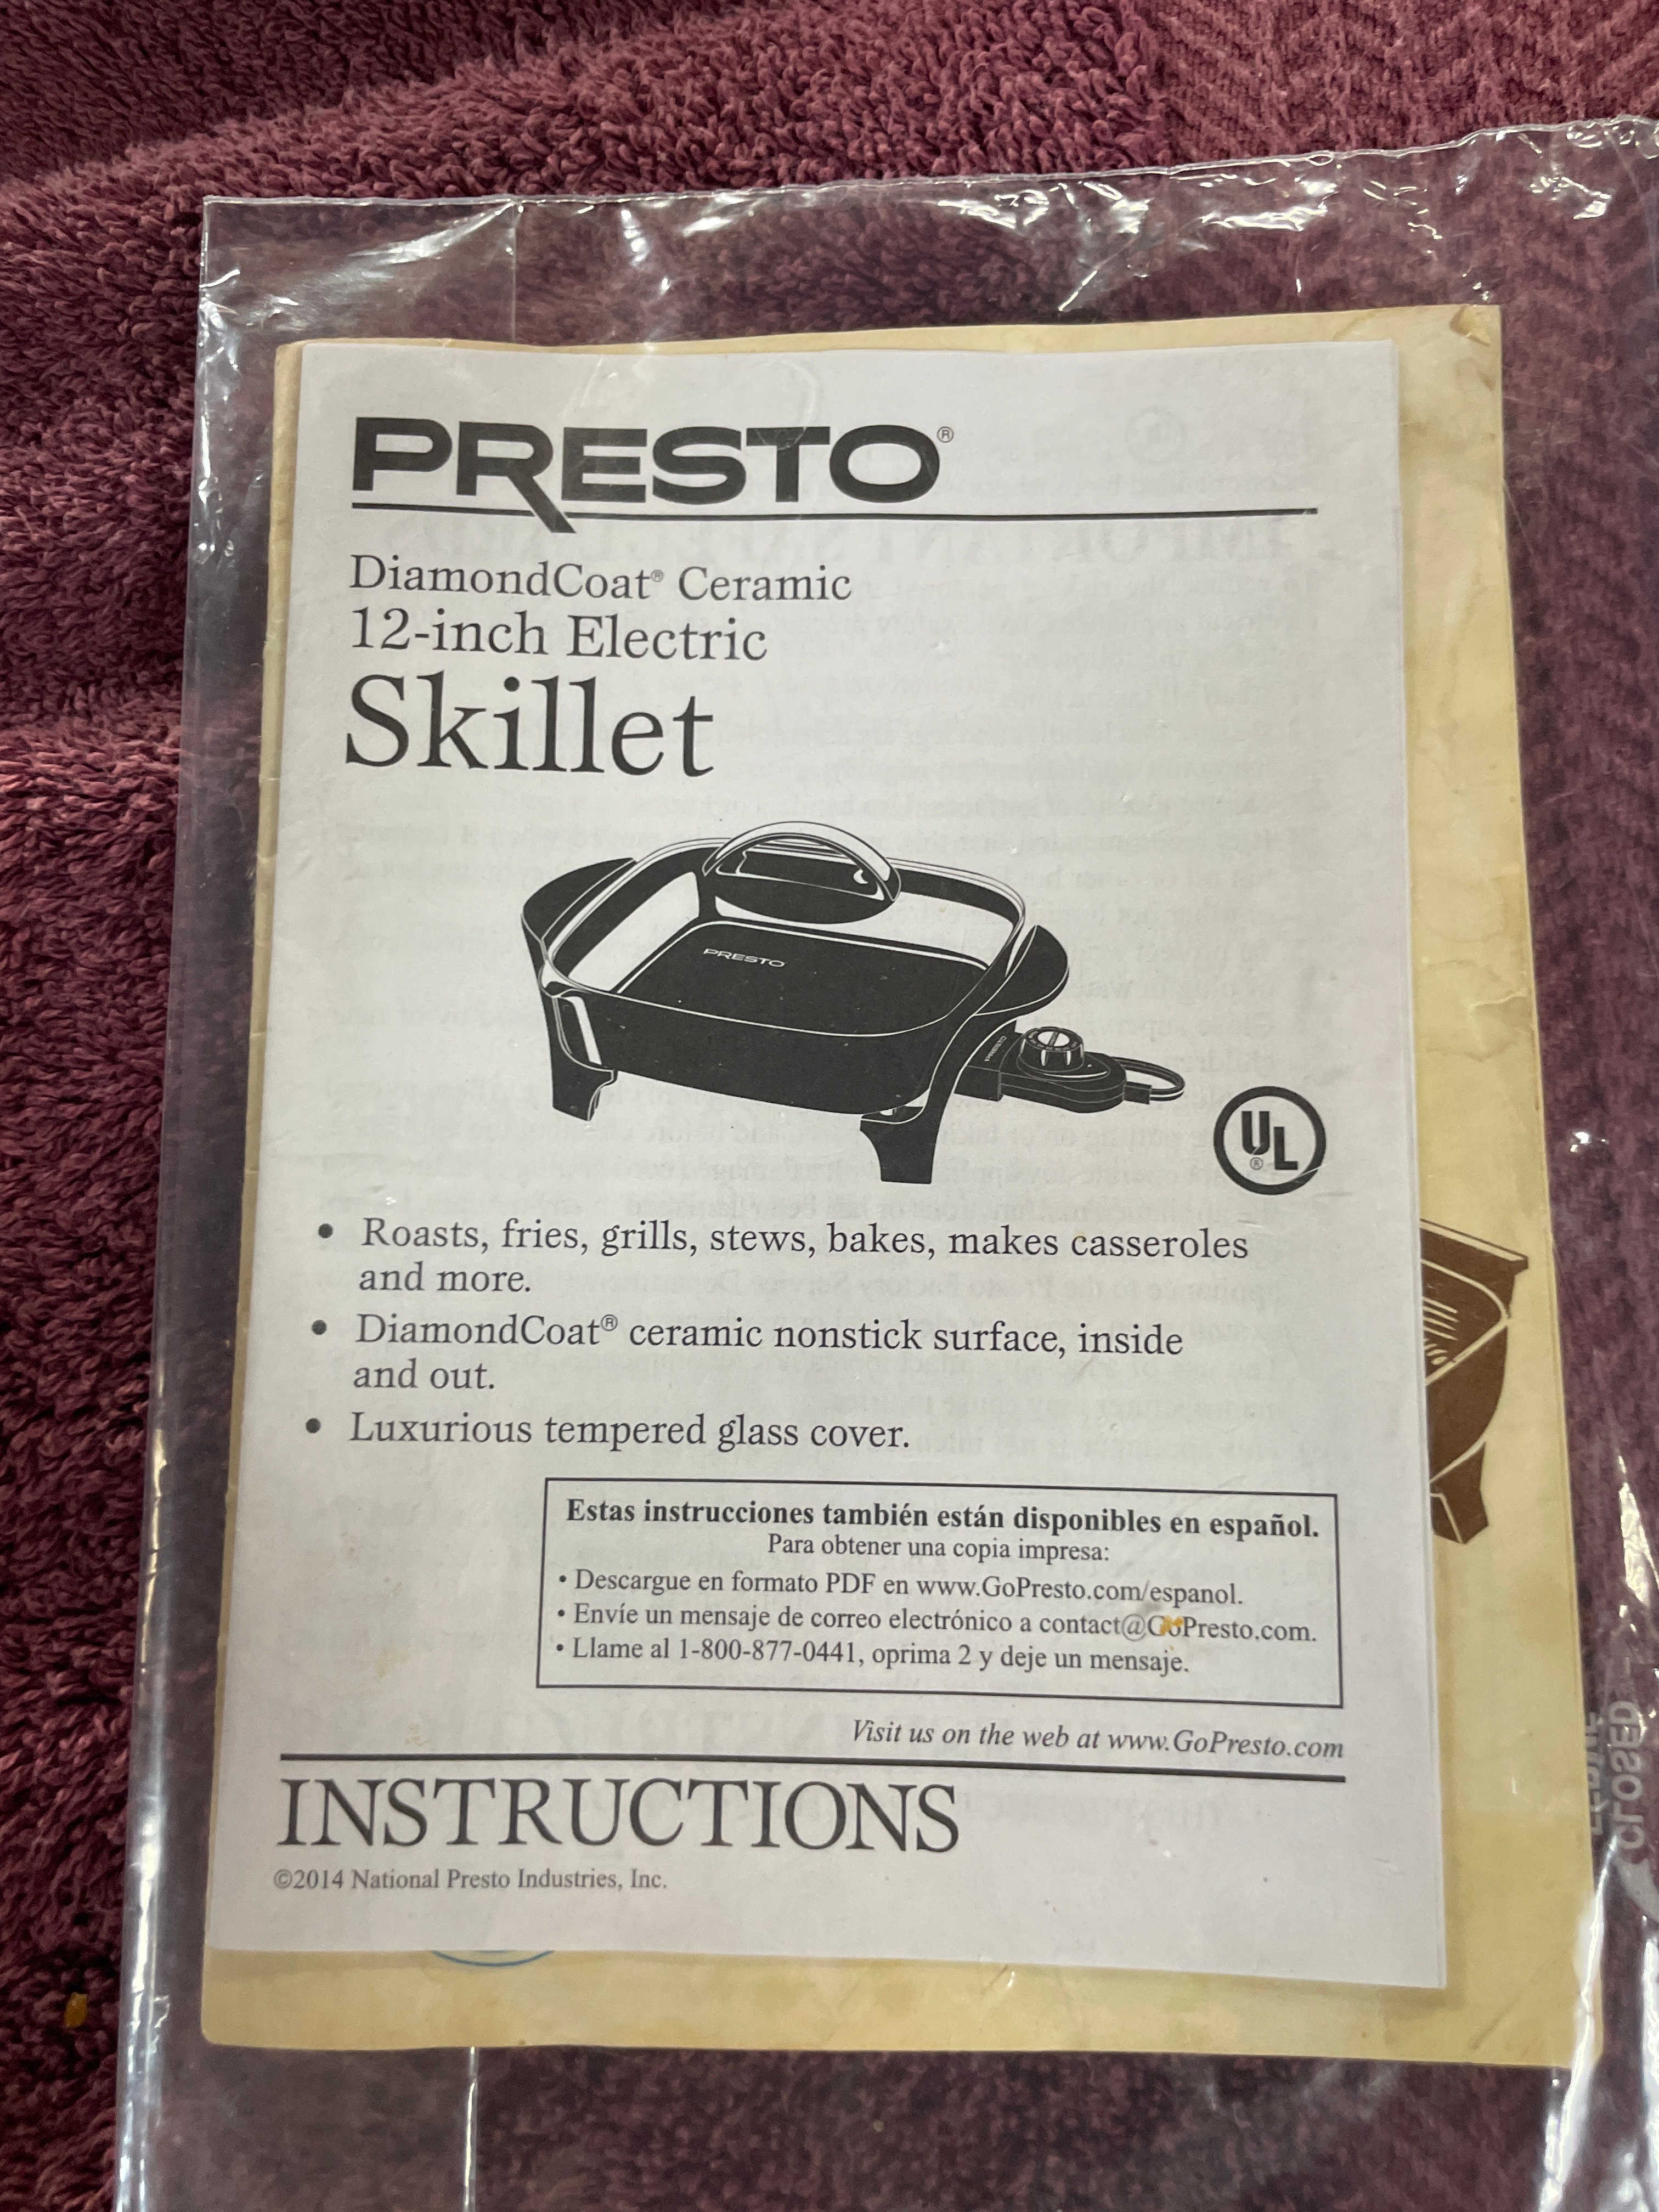 PRESTO®
DiamondCoat® Ceramic
12-inch Electric
Skillet
PRESTO
PRESTO
UL
®
• Roasts, fries, grills, stews, bakes, makes casseroles
and more.
• DiamondCoat® ceramic nonstick surface, inside
and out.
• Luxurious tempered glass cover.
Estas instrucciones también están disponibles en español.
Para obtener una copia impresa:
• Descargue en formato PDF en www.GoPresto.com/espanol.
• Envíe un mensaje de correo electrónico a contact@GoPresto.com.
• Llame al 1-800-877-0441, oprima 2 y deje un mensaje.
Visit us on the web at www.GoPresto.com
INSTRUCTIONS
©2014 National Presto Industries, Inc.
CLOSED